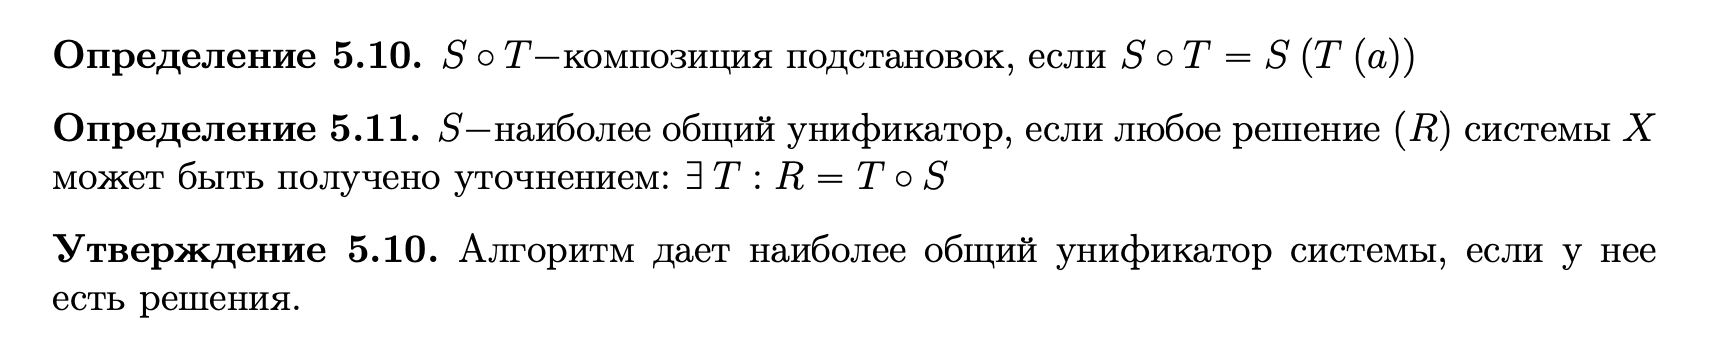 Определение 5.10. S ∘ T−композиция подстановок, если S ∘ T = S (T (a))
Определение 5.11. S−наиболее общий унификатор, если любое решение (R) системы X
может быть получено уточнением: ∃ T : R = T ∘ S
Утверждение 5.10. Алгоритм дает наиболее общий унификатор системы, если у нее
есть решения.